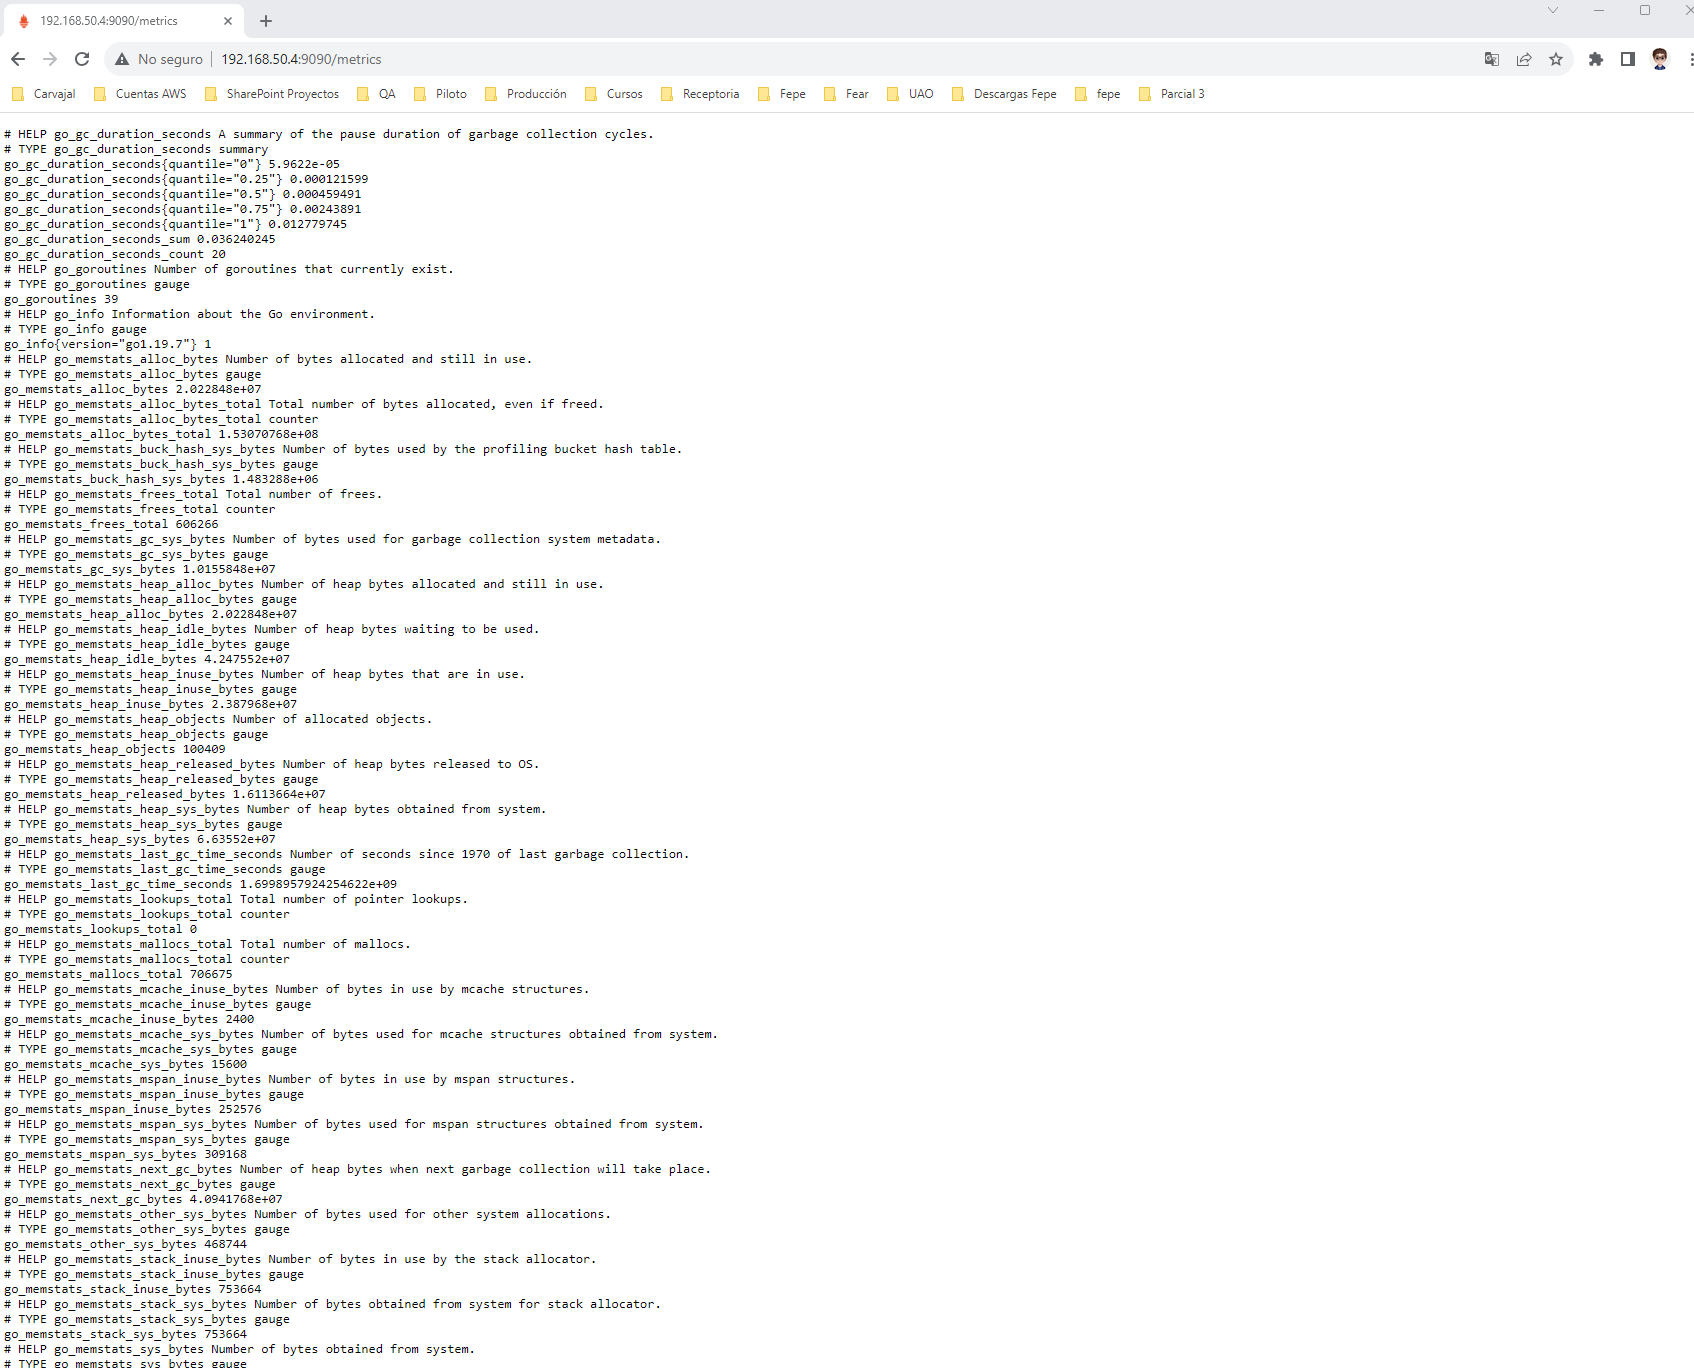 192.168.50.4:9090/metrics
No seguro 192.168.50.4:9090/metrics
Carvajal Cuentas AWS SharePoint Proyectos QA Piloto Producción Cursos Receptoria Fepe Fear UAO Descargas Fepe fepe Parcial 3
# HELP go_gc_duration_seconds A summary of the pause duration of garbage collection cycles.
# TYPE go_gc_duration_seconds summary
go_gc_duration_seconds{quantile="0"} 5.9622e-05
go_gc_duration_seconds{quantile="0.25"} 0.000121599
go_gc_duration_seconds{quantile="0.5"} 0.000459491
go_gc_duration_seconds{quantile="0.75"} 0.00243891
go_gc_duration_seconds{quantile="1"} 0.012779745
go_gc_duration_seconds_sum 0.036240245
go_gc_duration_seconds_count 20
# HELP go_goroutines Number of goroutines that currently exist.
# TYPE go_goroutines gauge
go_goroutines 39
# HELP go_info Information about the Go environment.
# TYPE go_info gauge
go_info{version="go1.19.7"} 1
# HELP go_memstats_alloc_bytes Number of bytes allocated and still in use.
# TYPE go_memstats_alloc_bytes gauge
go_memstats_alloc_bytes 2.022848e+07
# HELP go_memstats_alloc_bytes_total Total number of bytes allocated, even if freed.
# TYPE go_memstats_alloc_bytes_total counter
go_memstats_alloc_bytes_total 1.53070768e+08
# HELP go_memstats_buck_hash_sys_bytes Number of bytes used by the profiling bucket hash table.
# TYPE go_memstats_buck_hash_sys_bytes gauge
go_memstats_buck_hash_sys_bytes 1.483288e+06
# HELP go_memstats_frees_total Total number of frees.
# TYPE go_memstats_frees_total counter
go_memstats_frees_total 606266
# HELP go_memstats_gc_sys_bytes Number of bytes used for garbage collection system metadata.
# TYPE go_memstats_gc_sys_bytes gauge
go_memstats_gc_sys_bytes 1.0155848e+07
# HELP go_memstats_heap_alloc_bytes Number of heap bytes allocated and still in use.
# TYPE go_memstats_heap_alloc_bytes gauge
go_memstats_heap_alloc_bytes 2.022848e+07
# HELP go_memstats_heap_idle_bytes Number of heap bytes waiting to be used.
# TYPE go_memstats_heap_idle_bytes gauge
go_memstats_heap_idle_bytes 4.247552e+07
# HELP go_memstats_heap_inuse_bytes Number of heap bytes that are in use.
# TYPE go_memstats_heap_inuse_bytes gauge
go_memstats_heap_inuse_bytes 2.387968e+07
# HELP go_memstats_heap_objects Number of allocated objects.
# TYPE go_memstats_heap_objects gauge
go_memstats_heap_objects 100409
# HELP go_memstats_heap_released_bytes Number of heap bytes released to OS.
# TYPE go_memstats_heap_released_bytes gauge
go_memstats_heap_released_bytes 1.6113664e+07
# HELP go_memstats_heap_sys_bytes Number of heap bytes obtained from system.
# TYPE go_memstats_heap_sys_bytes gauge
go_memstats_heap_sys_bytes 6.63552e+07
# HELP go_memstats_last_gc_time_seconds Number of seconds since 1970 of last garbage collection.
# TYPE go_memstats_last_gc_time_seconds gauge
go_memstats_last_gc_time_seconds 1.6998957924254622e+09
# HELP go_memstats_lookups_total Total number of pointer lookups.
# TYPE go_memstats_lookups_total counter
go_memstats_lookups_total 0
# HELP go_memstats_mallocs_total Total number of mallocs.
# TYPE go_memstats_mallocs_total counter
go_memstats_mallocs_total 706675
# HELP go_memstats_mcache_inuse_bytes Number of bytes in use by mcache structures.
# TYPE go_memstats_mcache_inuse_bytes gauge
go_memstats_mcache_inuse_bytes 2400
# HELP go_memstats_mcache_sys_bytes Number of bytes used for mcache structures obtained from system.
# TYPE go_memstats_mcache_sys_bytes gauge
go_memstats_mcache_sys_bytes 15600
# HELP go_memstats_mspan_inuse_bytes Number of bytes in use by mspan structures.
# TYPE go_memstats_mspan_inuse_bytes gauge
go_memstats_mspan_inuse_bytes 252576
# HELP go_memstats_mspan_sys_bytes Number of bytes used for mspan structures obtained from system.
# TYPE go_memstats_mspan_sys_bytes gauge
go_memstats_mspan_sys_bytes 309168
# HELP go_memstats_next_gc_bytes Number of heap bytes when next garbage collection will take place.
# TYPE go_memstats_next_gc_bytes gauge
go_memstats_next_gc_bytes 4.0941768e+07
# HELP go_memstats_other_sys_bytes Number of bytes used for other system allocations.
# TYPE go_memstats_other_sys_bytes gauge
go_memstats_other_sys_bytes 468744
# HELP go_memstats_stack_inuse_bytes Number of bytes in use by the stack allocator.
# TYPE go_memstats_stack_inuse_bytes gauge
go_memstats_stack_inuse_bytes 753664
# HELP go_memstats_stack_sys_bytes Number of bytes obtained from system for stack allocator.
# TYPE go_memstats_stack_sys_bytes gauge
go_memstats_stack_sys_bytes 753664
# HELP go_memstats_sys_bytes Number of bytes obtained from system.
# TYPE go_memstats_sys_bytes gauge